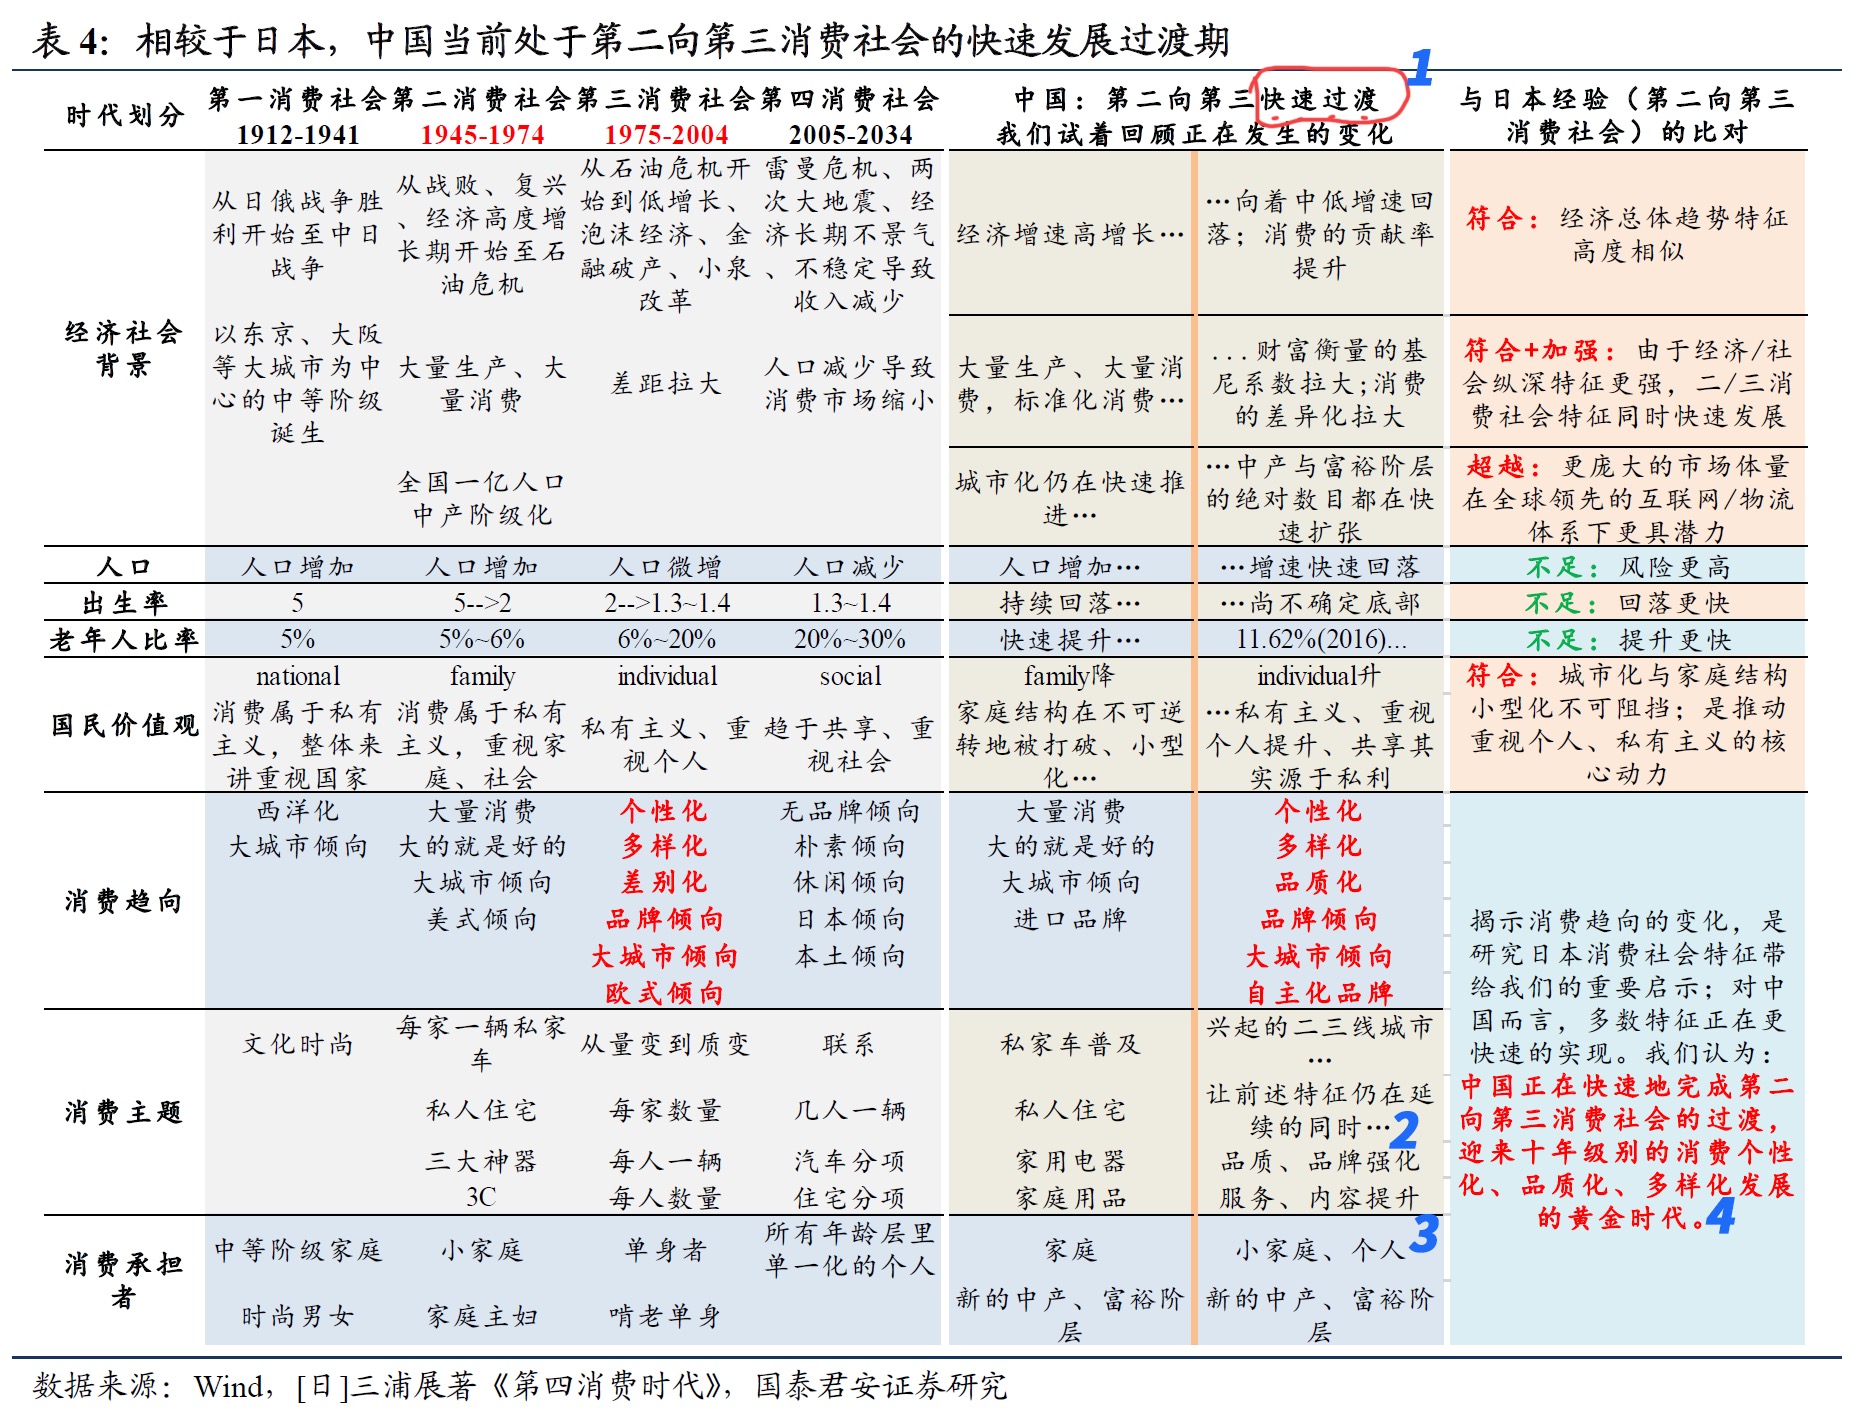 表 4：相较于日本，中国当前处于第二向第三消费社会的快速发展过渡期
1
时代划分
第一消费社会
1912-1941
第二消费社会
1945-1974
第三消费社会
1975-2004
第四消费社会
2005-2034
中国：第二向第三快速过渡
我们试着回顾正在发生的变化
与日本经验（第二向第三
消费社会）的比对
经济社会
背景
从日俄战争胜
利开始至中日
战争
从战败、复兴
、经济高度增
长期开始至石
油危机
从石油危机开
始到低增长、
泡沫经济、金
融破产、小泉
改革
雷曼危机、两
次大地震、经
济长期不景气
、不稳定导致
收入减少
经济增速高增长…
…向着中低增速回
落；消费的贡献率
提升
符合：经济总体趋势特征
高度相似
以东京、大阪
等大城市为中
心的中等阶级
诞生
大量生产、大
量消费
差距拉大
人口减少导致
消费市场缩小
大量生产、大量消
费，标准化消费…
...财富衡量的基
尼系数拉大;消费
的差异化拉大
符合+加强：由于经济/社
会纵深特征更强，二/三消
费社会特征同时快速发展
全国一亿人口
中产阶级化
城市化仍在快速推
进…
…中产与富裕阶层
的绝对数目都在快
速扩张
超越：更庞大的市场体量
在全球领先的互联网/物流
体系下更具潜力
人口
人口增加
人口增加
人口微增
人口减少
人口增加…
…增速快速回落
不足：风险更高
出生率
5
5-->2
2-->1.3~1.4
1.3~1.4
持续回落…
…尚不确定底部
不足：回落更快
老年人比率
5%
5%~6%
6%~20%
20%~30%
快速提升…
11.62%(2016)...
不足：提升更快
国民价值观
national
消费属于私有
主义，整体来
讲重视国家
family
消费属于私有
主义，重视家
庭、社会
individual
私有主义、重
视个人
social
趋于共享、重
视社会
family降
家庭结构在不可逆
转地被打破、小型
化…
individual升
…私有主义、重视
个人提升、共享其
实源于私利
符合：城市化与家庭结构
小型化不可阻挡；是推动
重视个人、私有主义的核
心动力
消费趋向
西洋化
大城市倾向
大量消费
大的就是好的
大城市倾向
美式倾向
个性化
多样化
差别化
品牌倾向
大城市倾向
欧式倾向
无品牌倾向
朴素倾向
休闲倾向
日本倾向
本土倾向
大量消费
大的就是好的
大城市倾向
进口品牌
个性化
多样化
品质化
品牌倾向
大城市倾向
自主化品牌
揭示消费趋向的变化，是
研究日本消费社会特征带
给我们的重要启示；对中
国而言，多数特征正在更
快速的实现。我们认为：
中国正在快速地完成第二
向第三消费社会的过渡，
迎来十年级别的消费个性
化、品质化、多样化发展
的黄金时代。
4
消费主题
文化时尚
每家一辆私家
车
私人住宅
三大神器
3C
从量变到质变
每家数量
每人一辆
每人数量
联系
几人一辆
汽车分项
住宅分项
私家车普及
私人住宅
家用电器
家庭用品
兴起的二三线城市
…
让前述特征仍在延
续的同时…
2
品质、品牌强化
服务、内容提升
消费承担
者
中等阶级家庭
时尚男女
小家庭
家庭主妇
单身者
啃老单身
所有年龄层里
单一化的个人
家庭
新的中产、富裕阶
层
小家庭、个人
3
新的中产、富裕阶
层
数据来源：Wind，[日]三浦展著《第四消费时代》，国泰君安证券研究